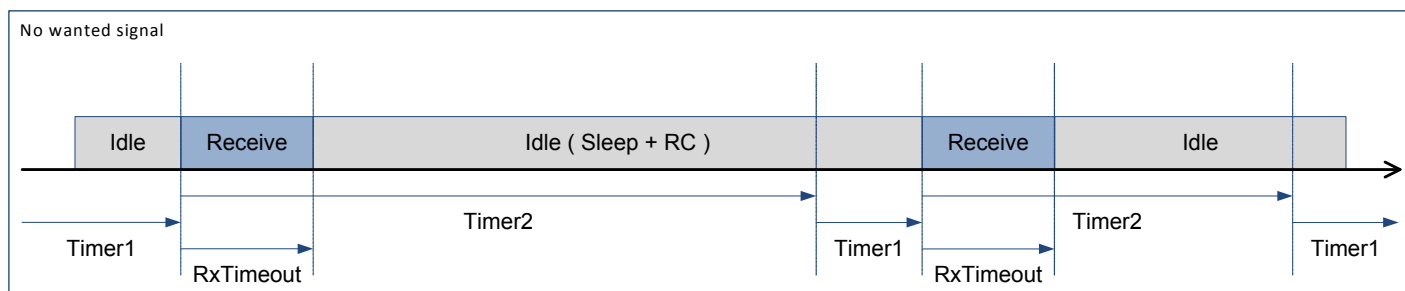 No wanted signal
Idle Receive Idle ( Sleep + RC ) Receive Idle
Timer2 Timer2
Timer1 Timer1 Timer1
RxTimeout RxTimeout